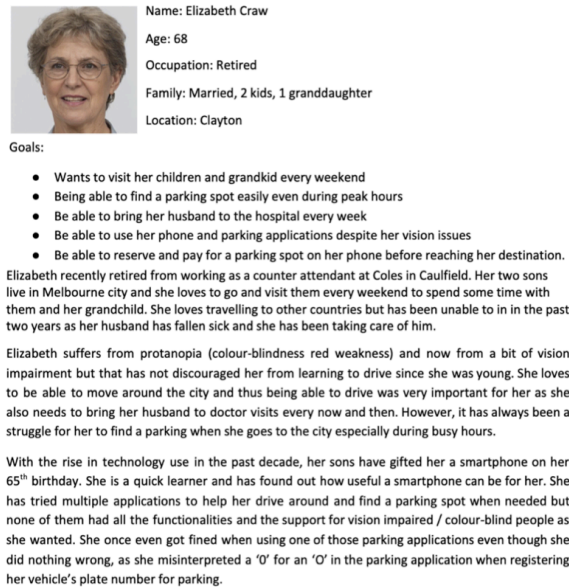 Name: Elizabeth Craw
Age: 68
Occupation: Retired
Family: Married, 2 kids, 1 granddaughter
Location: Clayton
Goals:
● Wants to visit her children and grandkid every weekend
● Being able to find a parking spot easily even during peak hours
● Be able to bring her husband to the hospital every week
● Be able to use her phone and parking applications despite her vision issues
● Be able to reserve and pay for a parking spot on her phone before reaching her destination.
Elizabeth recently retired from working as a counter attendant at Coles in Caulfield. Her two sons
live in Melbourne city and she loves to go and visit them every weekend to spend some time with
them and her grandchild. She loves travelling to other countries but has been unable to in in the past
two years as her husband has fallen sick and she has been taking care of him.
Elizabeth suffers from protanopia (colour-blindness red weakness) and now from a bit of vision
impairment but that has not discouraged her from learning to drive since she was young. She loves
to be able to move around the city and thus being able to drive was very important for her as she
also needs to bring her husband to doctor visits every now and then. However, it has always been a
struggle for her to find a parking when she goes to the city especially during busy hours.
With the rise in technology use in the past decade, her sons have gifted her a smartphone on her
65th birthday. She is a quick learner and has found out how useful a smartphone can be for her. She
has tried multiple applications to help her drive around and find a parking spot when needed but
none of them had all the functionalities and the support for vision impaired / colour-blind people as
she wanted. She once even got fined when using one of those parking applications even though she
did nothing wrong, as she misinterpreted a ‘0’ for an ‘O’ in the parking application when registering
her vehicle’s plate number for parking.